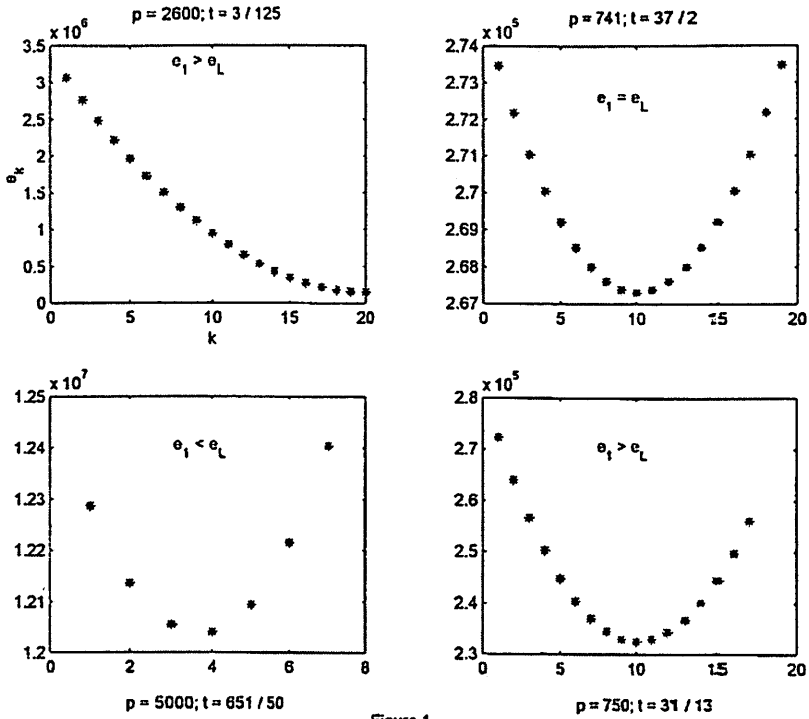 p = 2600; t = 3 / 125
x 10^6
3.5
3
2.5
2
1.5
1
0.5
0
0 5 10 15 20
e_k
k
e_1 > e_L
p = 741; t = 37 / 2
x 10^5
2.74
2.73
2.72
2.71
2.7
2.69
2.68
2.67
0 5 10 15 20
e_1 = e_L
x 10^7
1.25
1.24
1.23
1.22
1.21
1.2
0 2 4 6 8
e_1 < e_L
p = 5000; t = 651 / 50
x 10^5
2.8
2.7
2.6
2.5
2.4
2.3
0 5 10 15 20
e_1 > e_L
p = 750; t = 31 / 13
Figure 1